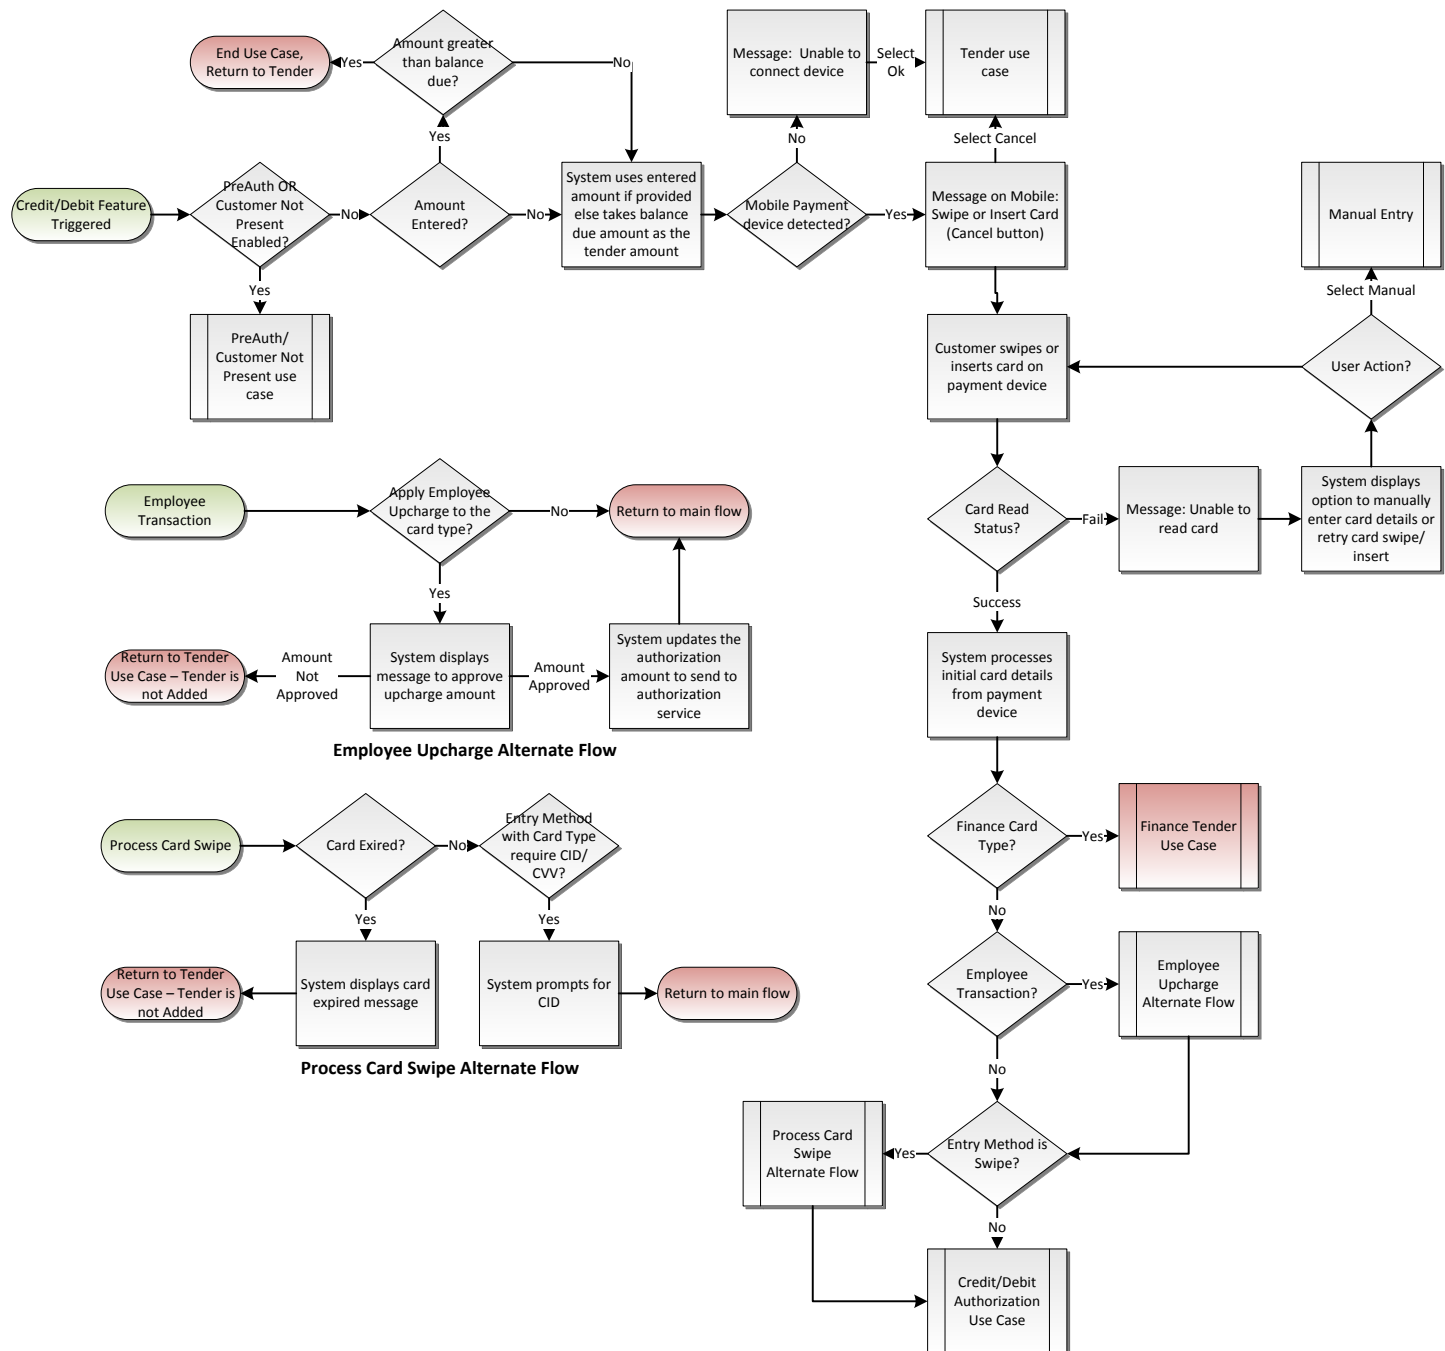 End Use Case,
Return to Tender
Yes
Amount greater
than balance
due?
No
Message:  Unable to
connect device
Select
Ok
Tender use
case
Yes
No
Select Cancel
Credit/Debit Feature
Triggered
PreAuth OR
Customer Not
Present
Enabled?
No
Amount
Entered?
No
System uses entered
amount if provided
else takes balance
due amount as the
tender amount
Mobile Payment
device detected?
Yes
Message on Mobile:
Swipe or Insert Card
(Cancel button)
Manual Entry
Yes
Select Manual
PreAuth/
Customer Not
Present use
case
Customer swipes or
inserts card on
payment device
User Action?
Employee
Transaction
Apply Employee
Upcharge to the
card type?
No
Return to main flow
Card Read
Status?
Fail
Message: Unable to
read card
System displays
option to manually
enter card details or
retry card swipe/
insert
Yes
Success
Return to Tender
Use Case – Tender is
not Added
Amount
Not
Approved
System displays
message to approve
upcharge amount
Amount
Approved
System updates the
authorization
amount to send to
authorization
service
System processes
initial card details
from payment
device
Employee Upcharge Alternate Flow
Process Card Swipe
Card Exired?
No
Entry Method
with Card Type
require CID/
CVV?
Finance Card
Type?
Yes
Finance Tender
Use Case
Yes
Yes
No
Return to Tender
Use Case – Tender is
not Added
System displays card
expired message
System prompts for
CID
Return to main flow
Employee
Transaction?
Yes
Employee
Upcharge
Alternate Flow
Process Card Swipe Alternate Flow
No
Process Card
Swipe
Alternate Flow
Yes
Entry Method is
Swipe?
No
Credit/Debit
Authorization
Use Case